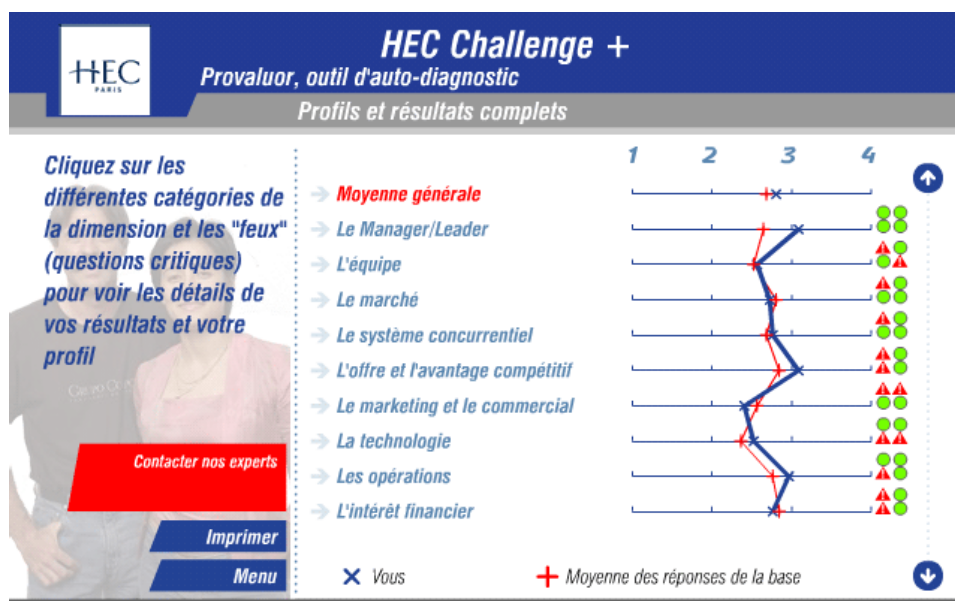 HEC Challenge +
HEC
PARIS
Provaluor, outil d'auto-diagnostic
Profils et résultats complets
Cliquez sur les
différentes catégories de
la dimension et les "feux"
(questions critiques)
pour voir les détails de
vos résultats et votre
profil
Contacter nos experts
Imprimer
Menu
1 2 3 4
Moyenne générale
Le Manager/Leader
L'équipe
Le marché
Le système concurrentiel
L'offre et l'avantage compétitif
Le marketing et le commercial
La technologie
Les opérations
L'intérêt financier
Vous
Moyenne des réponses de la base